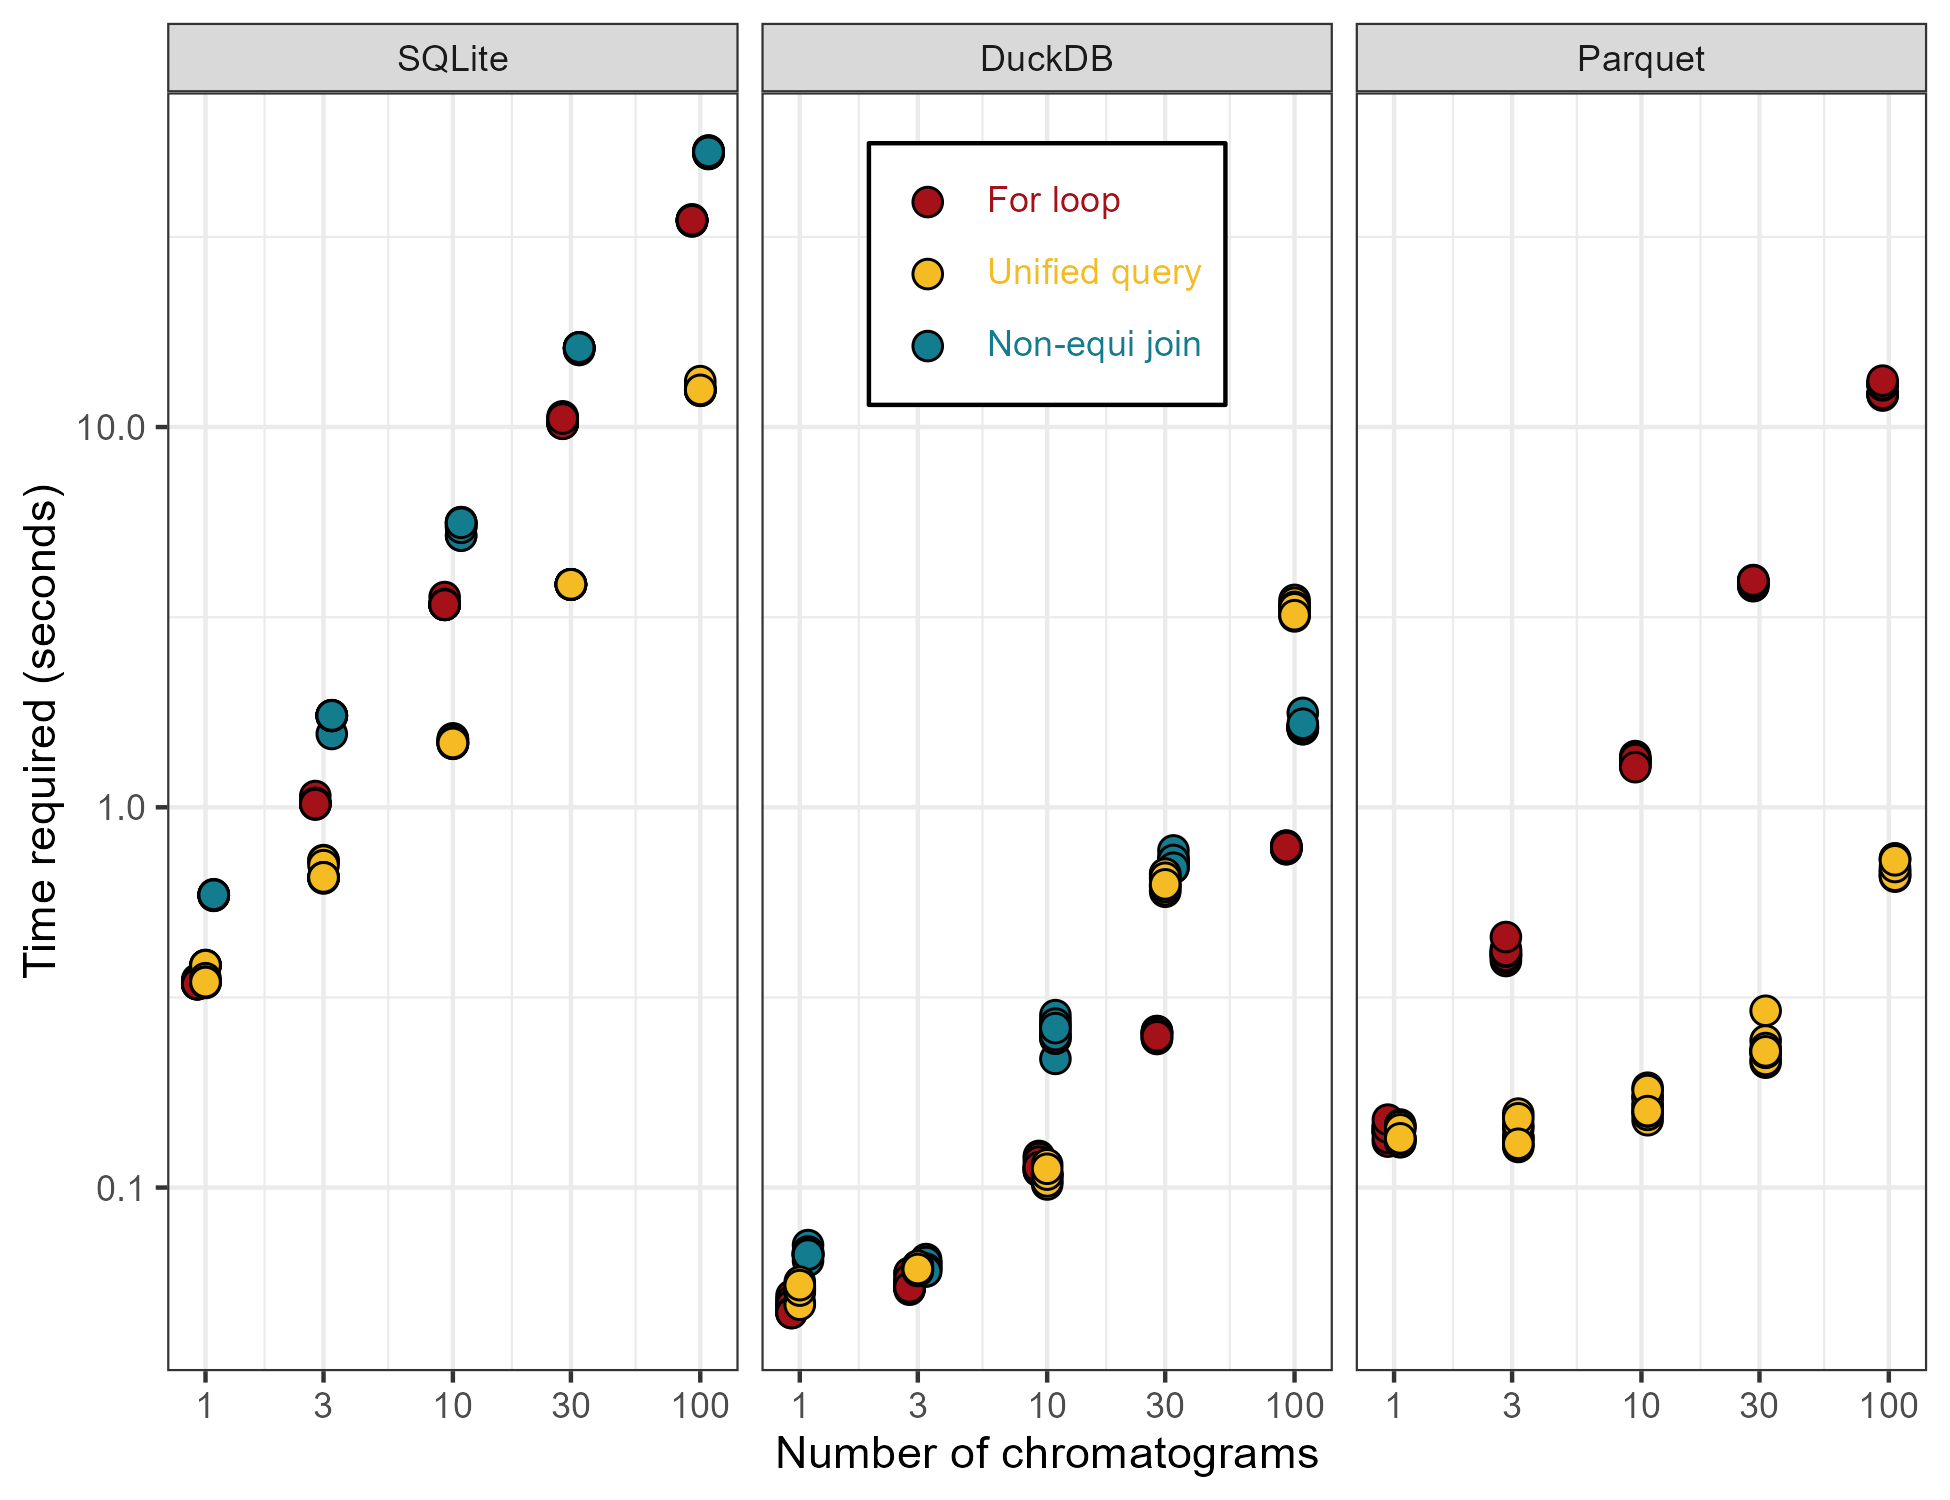 SQLite
DuckDB
Parquet
For loop
Unified query
Non-equi join
Time required (seconds)
10.0
1.0
0.1
1 3 10 30 100
1 3 10 30 100
1 3 10 30 100
Number of chromatograms